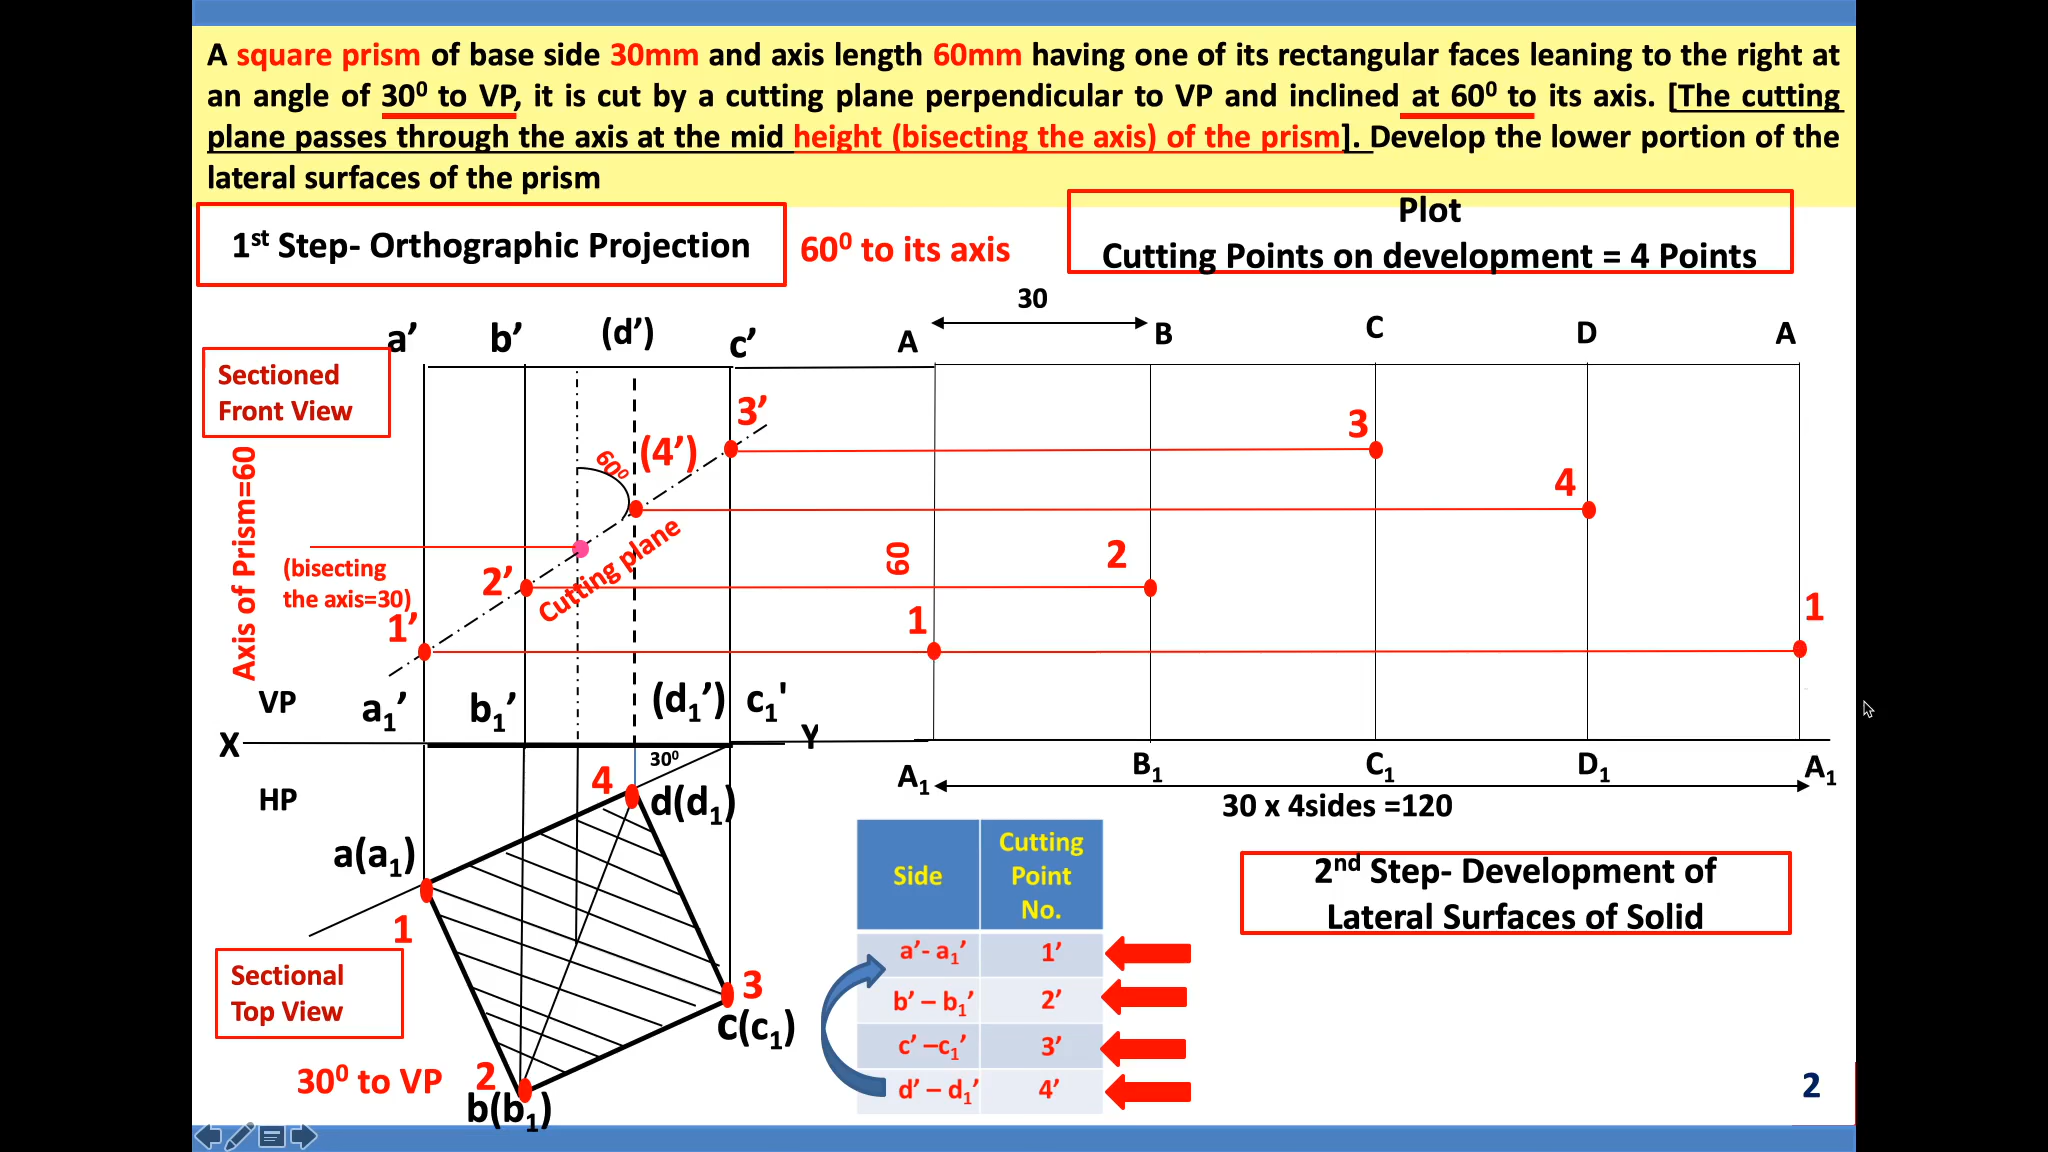 A square prism of base side 30mm and axis length 60mm having one of its rectangular faces leaning to the right at
an angle of 30⁰ to VP, it is cut by a cutting plane perpendicular to VP and inclined at 60⁰ to its axis. [The cutting
plane passes through the axis at the mid height (bisecting the axis) of the prism]. Develop the lower portion of the
lateral surfaces of the prism
1st Step- Orthographic Projection
60⁰ to its axis
Plot
Cutting Points on development = 4 Points
30
a’ b’ (d’) c’ A B C D A
Sectioned
Front View
3’
3
60⁰
(4’)
4
Axis of Prism=60
Cutting plane
60
2
(bisecting
the axis=30)
2’
1’
1
1
VP
a₁’ b₁’ (d₁’) c₁'
X
Y
30⁰
A₁ B₁ C₁ D₁ A₁
HP
4
d(d₁)
30 x 4sides =120
a(a₁)
1
2nd Step- Development of
Lateral Surfaces of Solid
Sectional
Top View
3
c(c₁)
30⁰ to VP
2
b(b₁)
Side
Cutting
Point
No.
a’- a₁’ 1’
b’ – b₁’ 2’
c’ –c₁’ 3’
d’ – d₁’ 4’
2